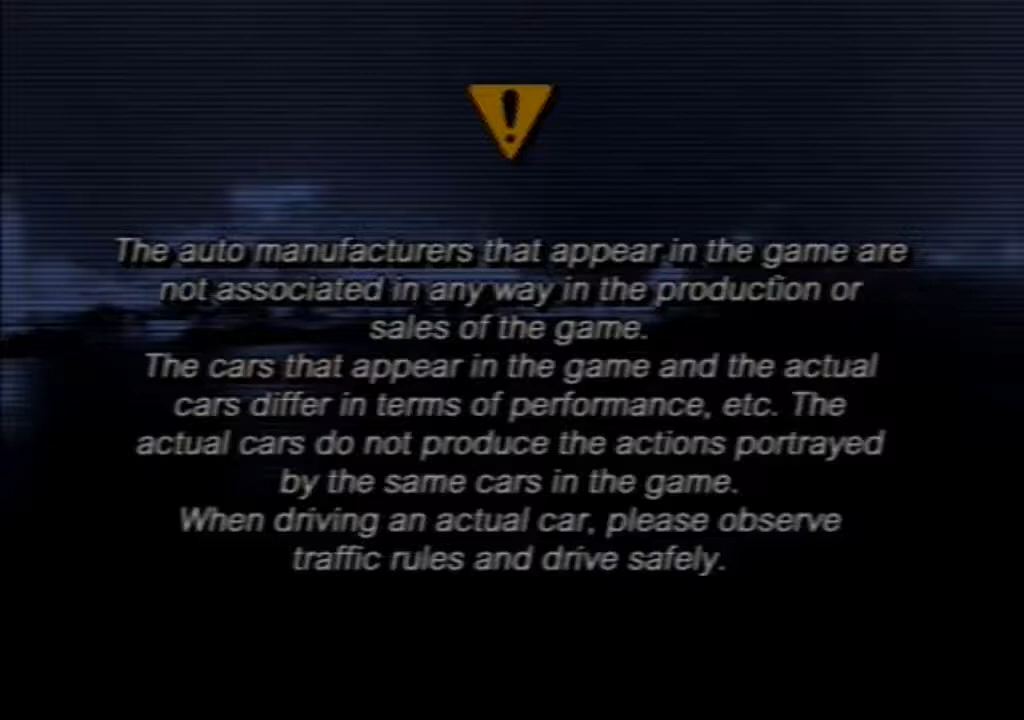 The auto manufacturers that appear in the game are
not associated in any way in the production or
sales of the game.
The cars that appear in the game and the actual
cars differ in terms of performance, etc. The
actual cars do not produce the actions portrayed
by the same cars in the game.
When driving an actual car, please observe
traffic rules and drive safely.